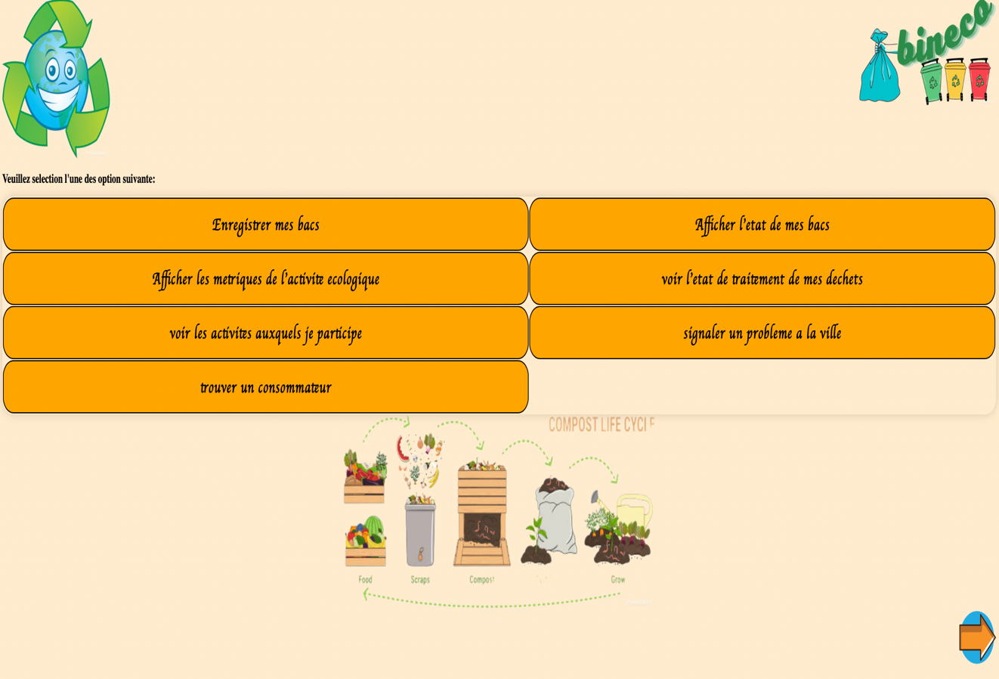 bineco
Veuillez selection l'une des option suivante:
Enregistrer mes bacs
Afficher l'etat de mes bacs
Afficher les metriques de l'activite ecologique
voir l'etat de traitement de mes dechets
voir les activites auxquels je participe
signaler un probleme a la ville
trouver un consommateur
COMPOST LIFE CYCLE
Food
Scraps
Compost
Grow